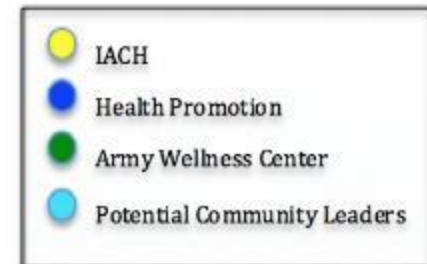 IACH
Health Promotion
Army Wellness Center
Potential Community Leaders